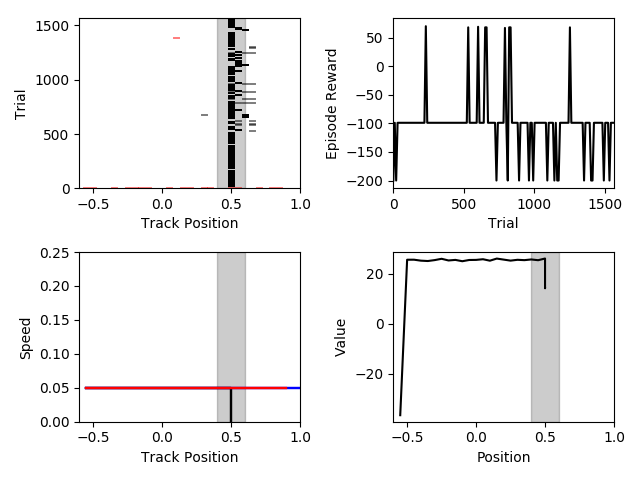 1500
1000
500
0
Trial
−0.5 0.0 0.5 1.0
Track Position
50
0
−50
−100
−150
−200
Episode Reward
0 500 1000 1500
Trial
0.25
0.20
0.15
0.10
0.05
0.00
Speed
−0.5 0.0 0.5 1.0
Track Position
20
0
−20
Value
−0.5 0.0 0.5 1.0
Position